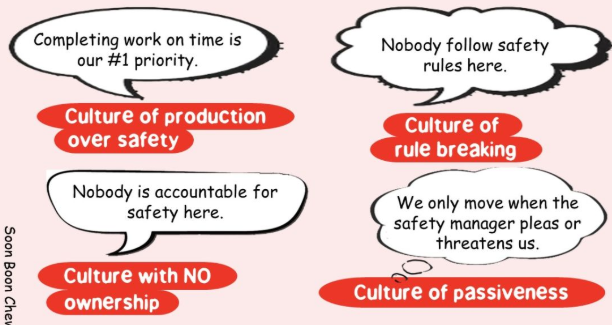 Completing work on time is
our #1 priority.
Culture of production
over safety
Nobody follow safety
rules here.
Culture of
rule breaking
Nobody is accountable for
safety here.
Culture with NO
ownership
We only move when the
safety manager pleas or
threatens us.
Culture of passiveness
Soon Boon Chew